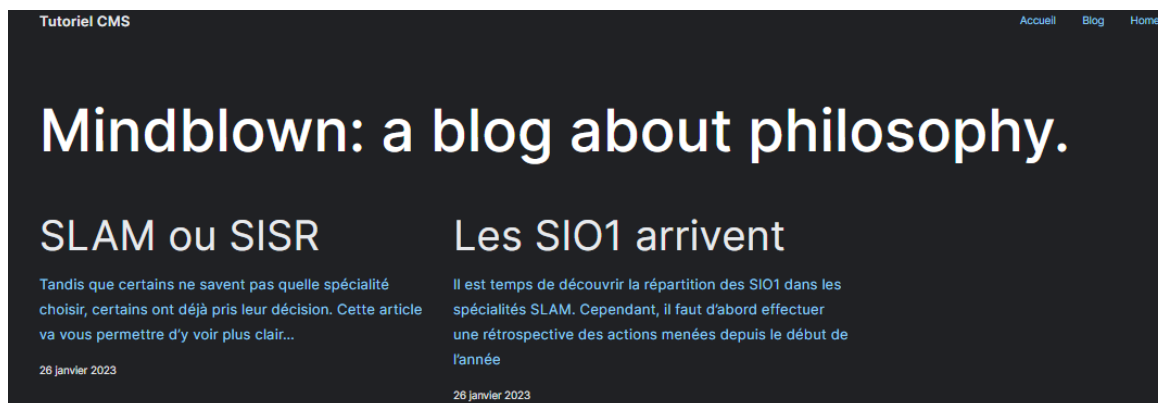 Tutoriel CMS
Accueil Blog Home
Mindblown: a blog about philosophy.
SLAM ou SISR
Tandis que certains ne savent pas quelle spécialité
choisir, certains ont déjà pris leur décision. Cette article
va vous permettre d’y voir plus clair…
26 janvier 2023
Les SIO1 arrivent
Il est temps de découvrir la répartition des SIO1 dans les
spécialités SLAM. Cependant, il faut d’abord effectuer
une rétrospective des actions menées depuis le début de
l’année
26 janvier 2023